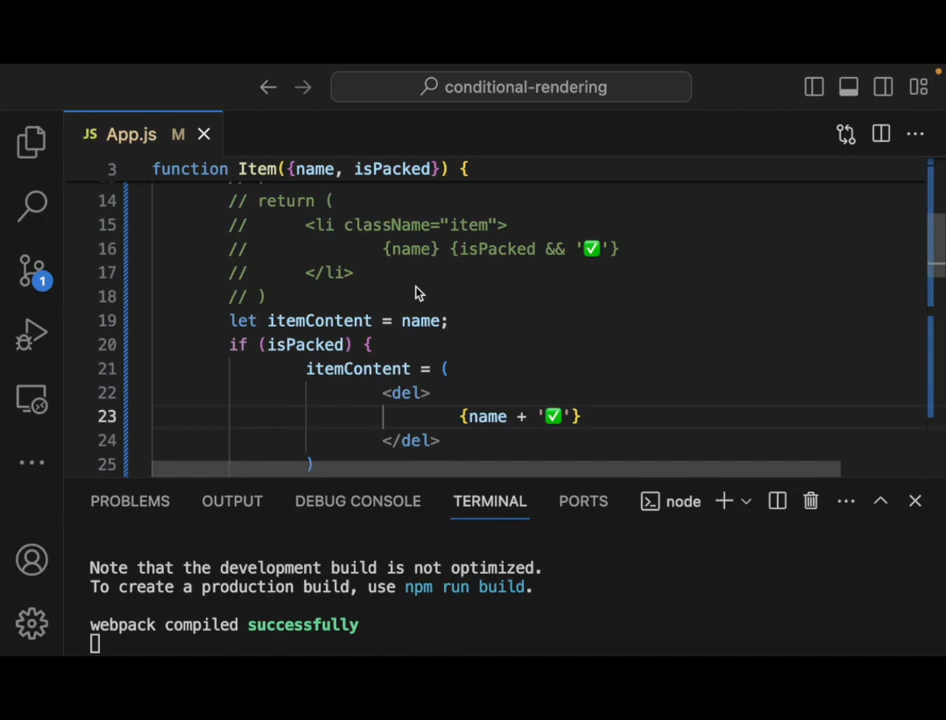 conditional-rendering
JS App.js M
3 function Item({name, isPacked}) {
14 // return (
15 // <li className="item">
16 // {name} {isPacked && '✅'}
17 // </li>
18 // )
19 let itemContent = name;
20 if (isPacked) {
21 itemContent = (
22 <del>
23 {name + '✅'}
24 </del>
25 )
1
PROBLEMS OUTPUT DEBUG CONSOLE TERMINAL PORTS node
Note that the development build is not optimized.
To create a production build, use npm run build.
webpack compiled successfully